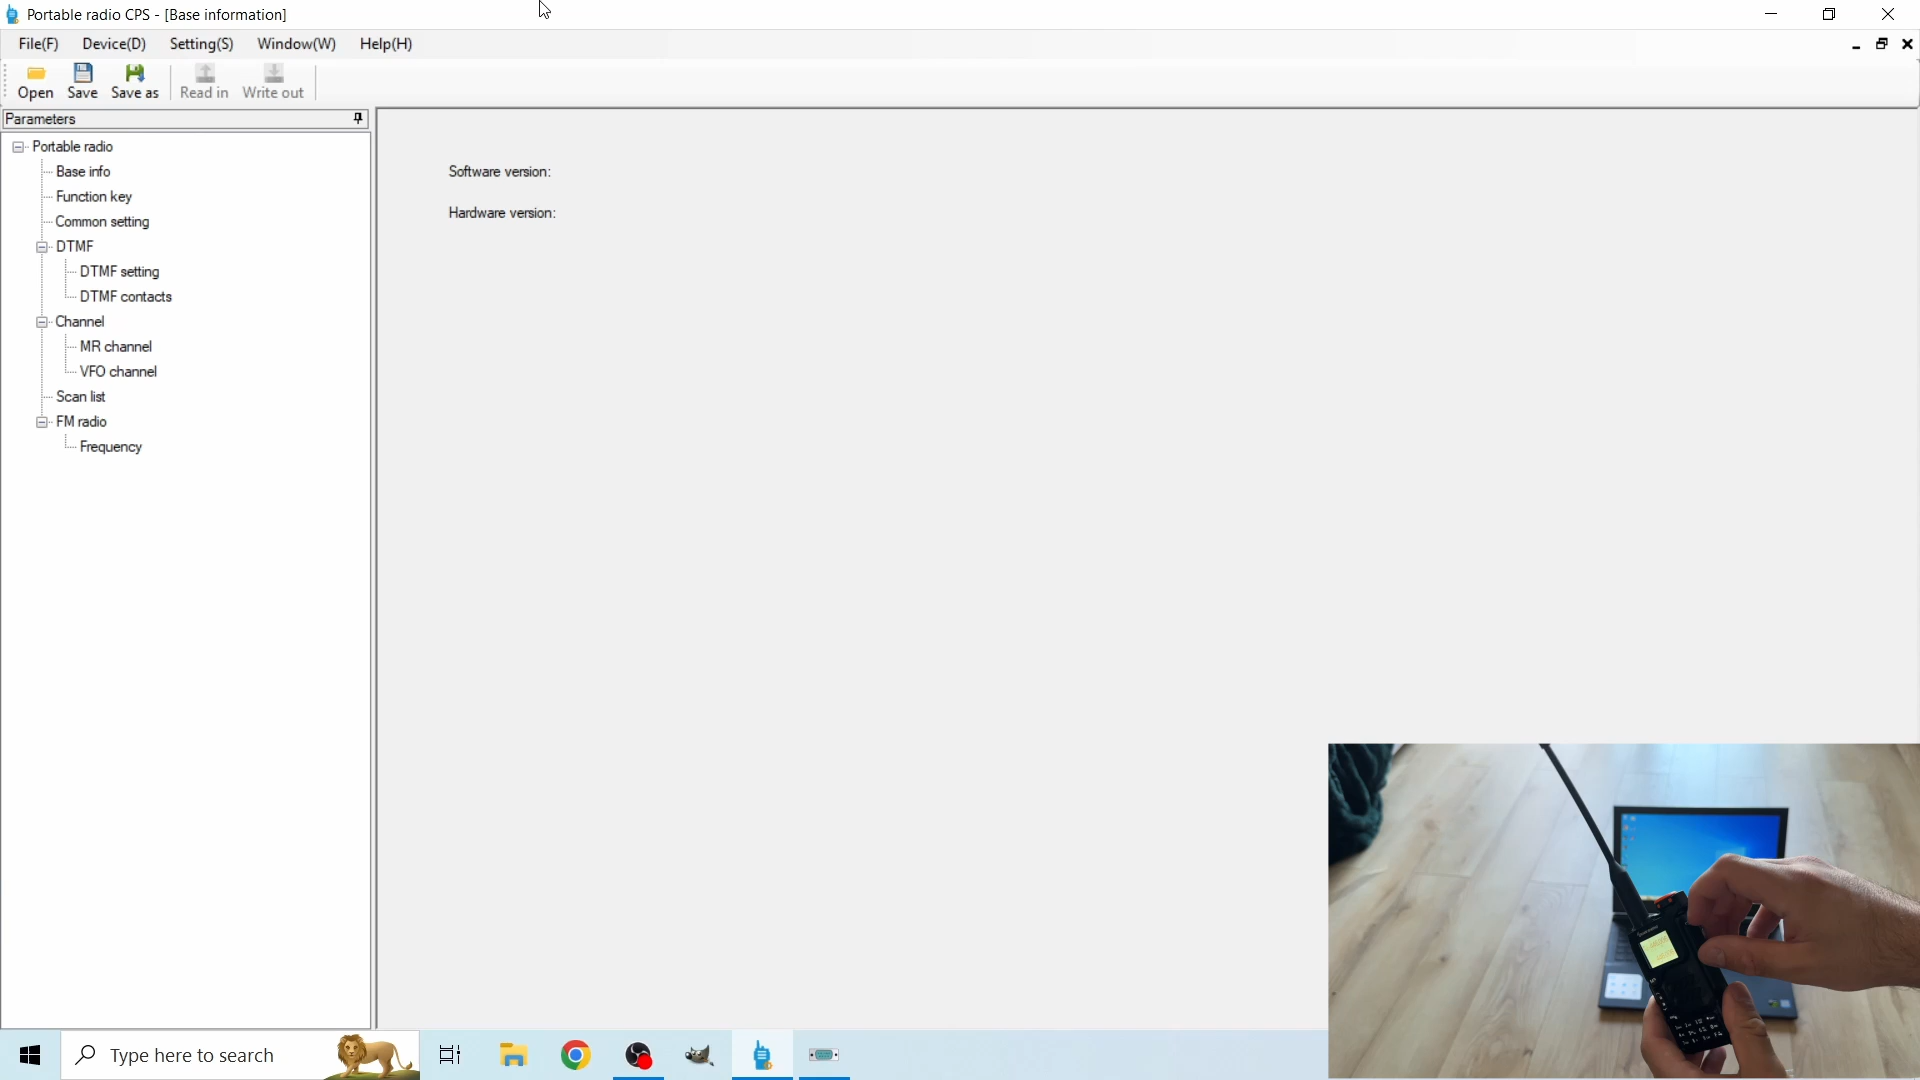 Portable radio CPS - [Base information]
File(F) Device(D) Setting(S) Window(W) Help(H)
Open Save Save as Read in Write out
Parameters
Portable radio
Base info
Function key
Common setting
DTMF
DTMF setting
DTMF contacts
Channel
MR channel
VFO channel
Scan list
FM radio
Frequency
Software version:
Hardware version:
Type here to search